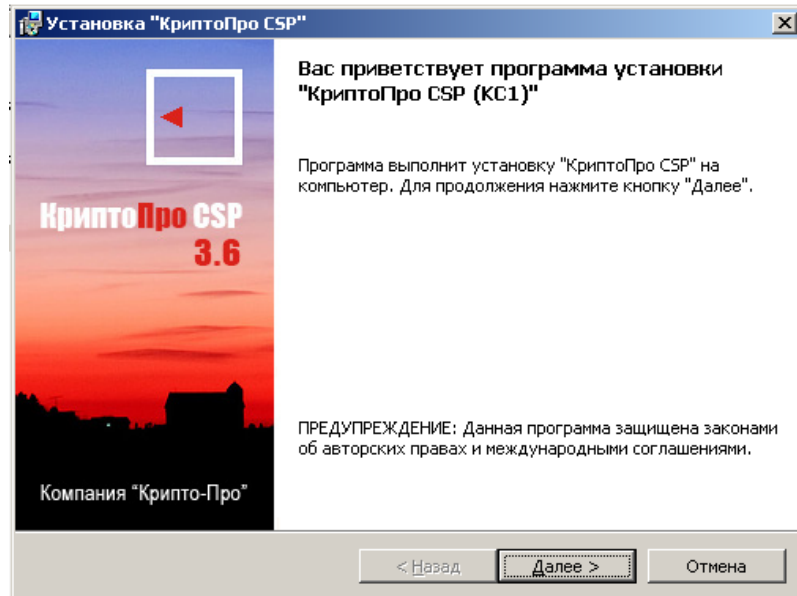 Установка "КриптоПро CSP"
КриптоПро CSP
3.6
Компания "Крипто-Про"
Вас приветствует программа установки
"КриптоПро CSP (KC1)"
Программа выполнит установку "КриптоПро CSP" на
компьютер. Для продолжения нажмите кнопку "Далее".
ПРЕДУПРЕЖДЕНИЕ: Данная программа защищена законами
об авторских правах и международными соглашениями.
< Назад
Далее >
Отмена